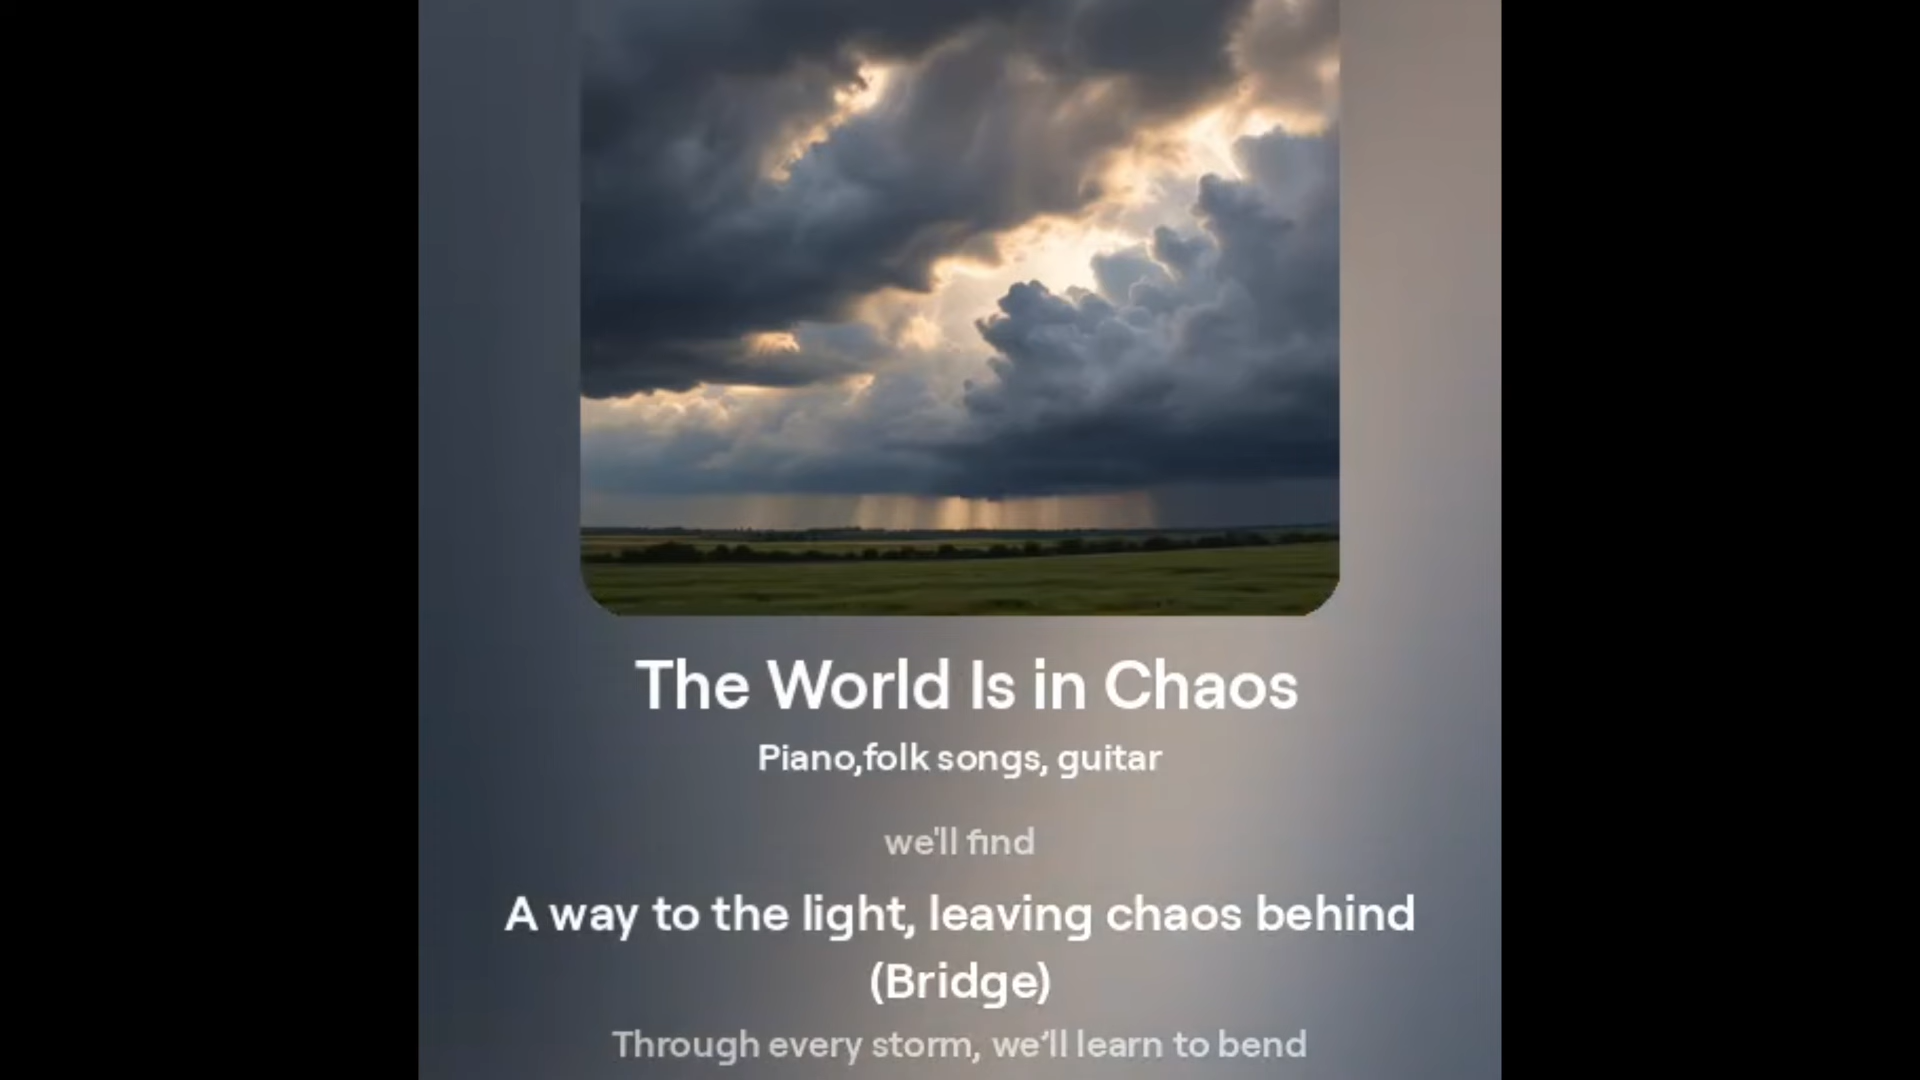 The World Is in Chaos
Piano,folk songs, guitar
we'll find
A way to the light, leaving chaos behind
(Bridge)
Through every storm, we’ll learn to bend